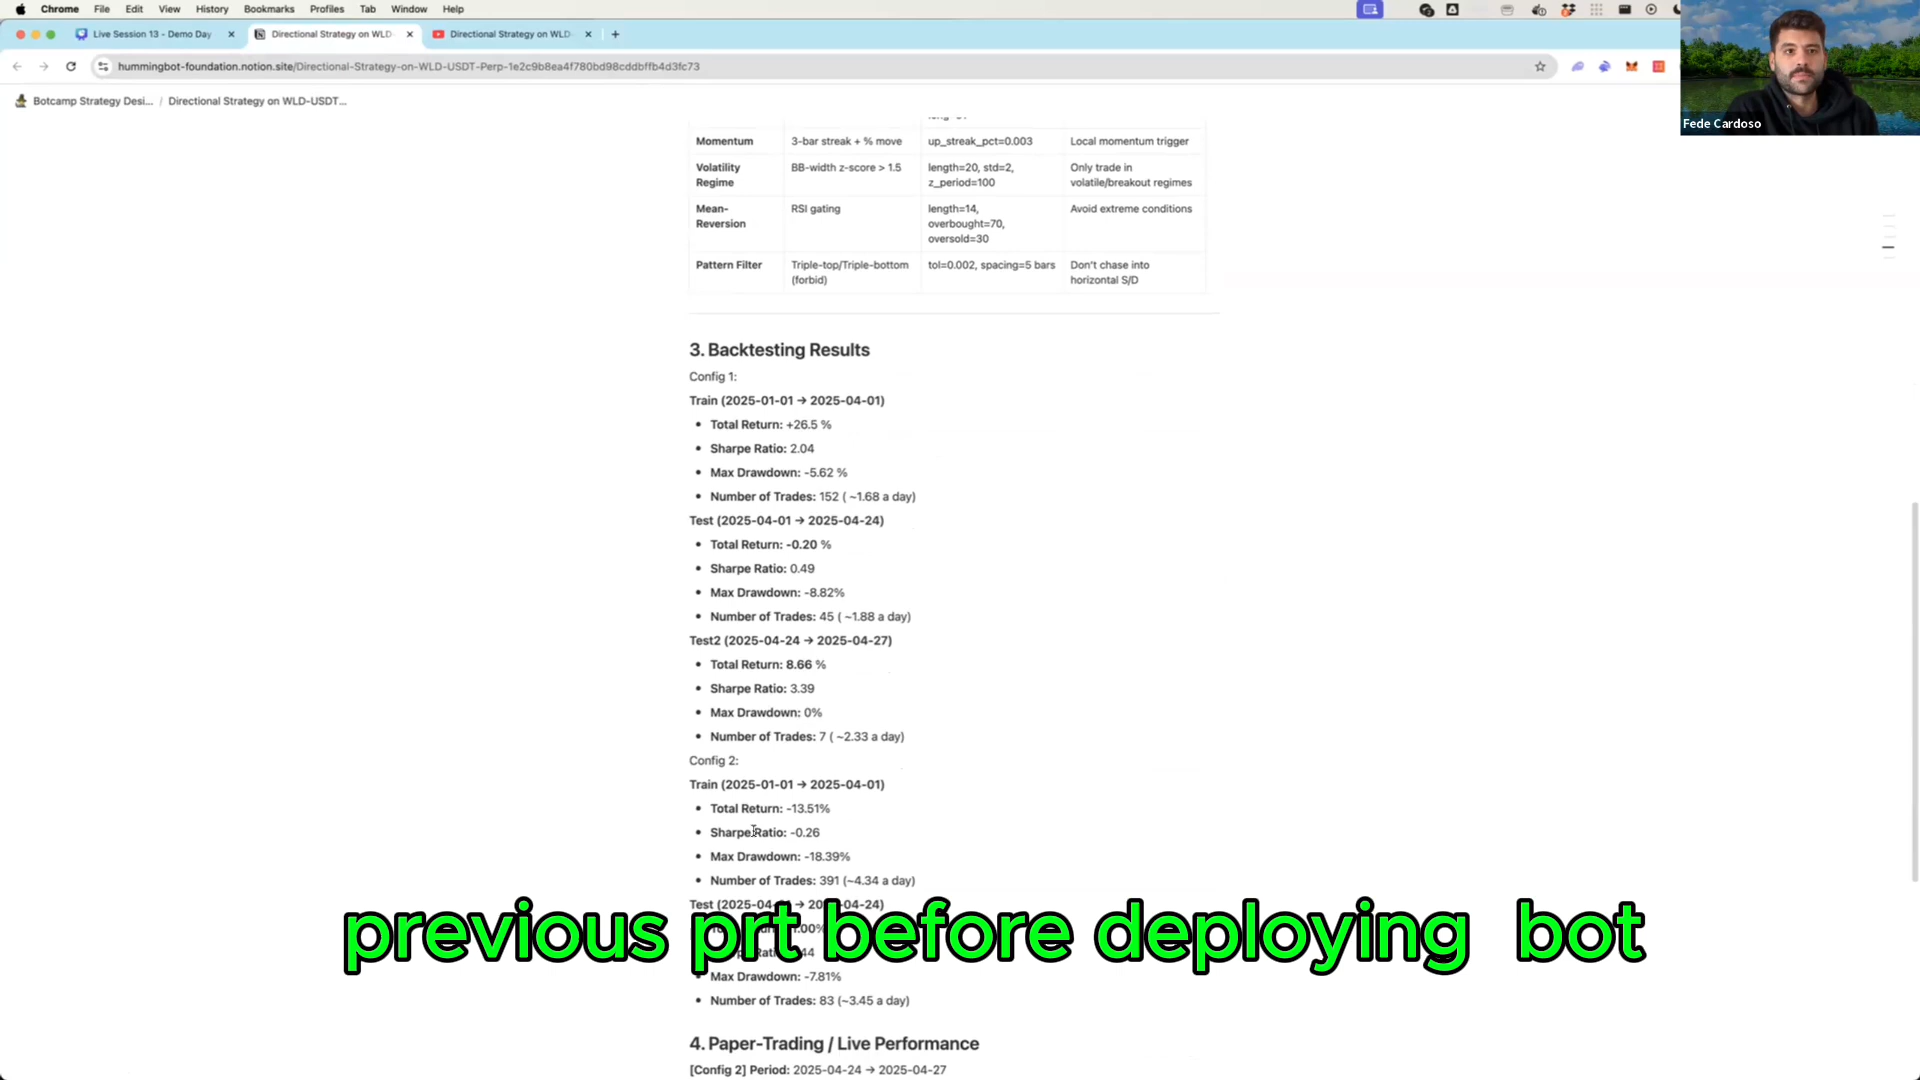 Chrome File Edit View History Bookmarks Profiles Tab Window Help
Live Session 13 - Demo Day
Directional Strategy on WLD
Directional Strategy on WLD
hummingbot-foundation.notion.site/Directional-Strategy-on-WLD-USDT-Perp-1e2c9b8ea4f780bd98cddbffb4d3fc73
Botcamp Strategy Desi... / Directional Strategy on WLD-USDT...
Fede Cardoso
Momentum 3-bar streak + % move up_streak_pct=0.003 Local momentum trigger
Volatility Regime BB-width z-score > 1.5 length=20, std=2, z_period=100 Only trade in volatile/breakout regimes
Mean-Reversion RSI gating length=14, overbought=70, oversold=30 Avoid extreme conditions
Pattern Filter Triple-top/Triple-bottom (forbid) tol=0.002, spacing=5 bars Don't chase into horizontal S/D
3. Backtesting Results
Config 1:
Train (2025-01-01 → 2025-04-01)
• Total Return: +26.5 %
• Sharpe Ratio: 2.04
• Max Drawdown: -5.62 %
• Number of Trades: 152 ( ~1.68 a day)
Test (2025-04-01 → 2025-04-24)
• Total Return: -0.20 %
• Sharpe Ratio: 0.49
• Max Drawdown: -8.82%
• Number of Trades: 45 ( ~1.88 a day)
Test2 (2025-04-24 → 2025-04-27)
• Total Return: 8.66 %
• Sharpe Ratio: 3.39
• Max Drawdown: 0%
• Number of Trades: 7 ( ~2.33 a day)
Config 2:
Train (2025-01-01 → 2025-04-01)
• Total Return: -13.51%
• Sharpe Ratio: -0.26
• Max Drawdown: -18.39%
• Number of Trades: 391 (~4.34 a day)
previous prt before deploying bot
• Max Drawdown: -7.81%
• Number of Trades: 83 (~3.45 a day)
4. Paper-Trading / Live Performance
[Config 2] Period: 2025-04-24 → 2025-04-27